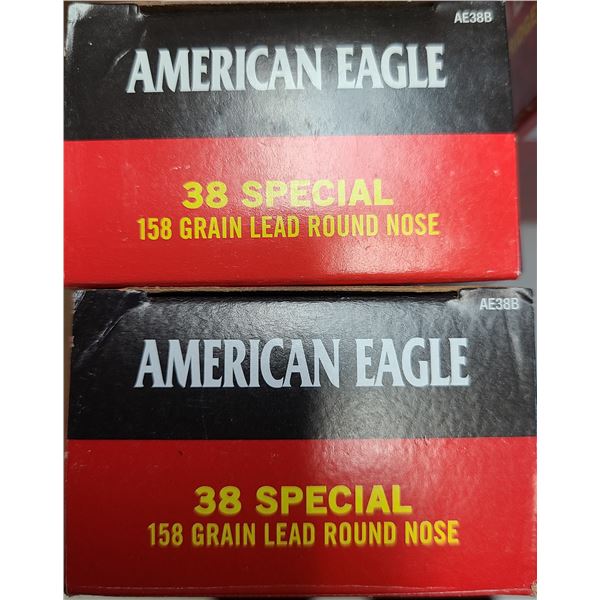 AE38B
AMERICAN EAGLE
38 SPECIAL
158 GRAIN LEAD ROUND NOSE
AE38B
AMERICAN EAGLE
38 SPECIAL
158 GRAIN LEAD ROUND NOSE